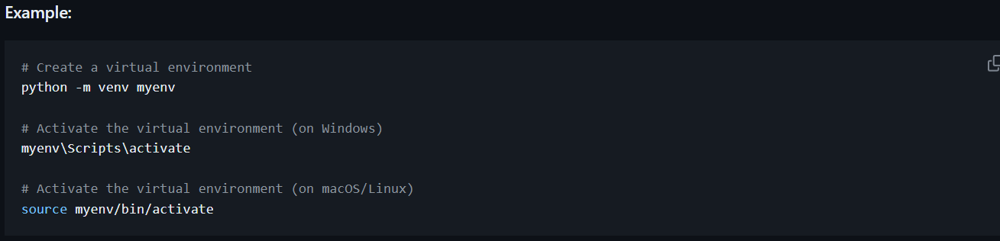 Example:
# Create a virtual environment
python -m venv myenv
# Activate the virtual environment (on Windows)
myenv\Scripts\activate
# Activate the virtual environment (on macOS/Linux)
source myenv/bin/activate